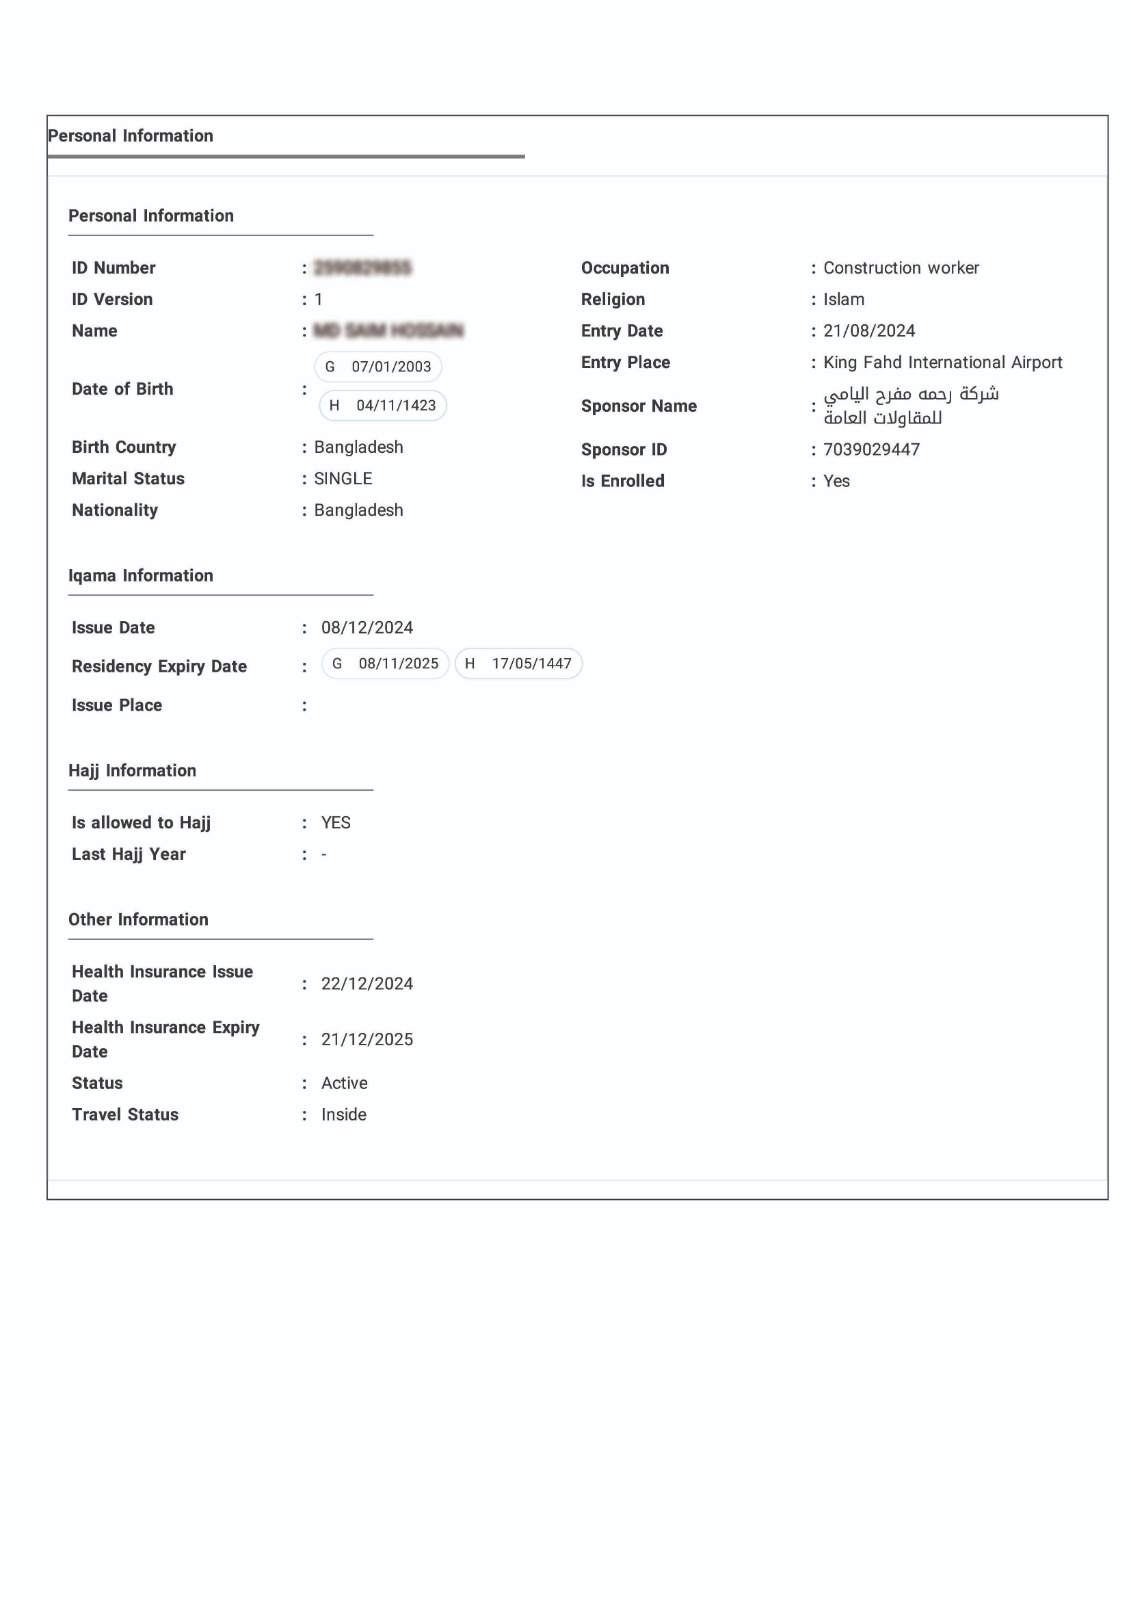 Personal Information
Personal Information
ID Number :
ID Version : 1
Name :
Date of Birth : G 07/01/2003
H 04/11/1423
Birth Country : Bangladesh
Marital Status : SINGLE
Nationality : Bangladesh
Occupation : Construction worker
Religion : Islam
Entry Date : 21/08/2024
Entry Place : King Fahd International Airport
Sponsor Name : شركة رحمه مفرح اليامي
للمقاولات العامة
Sponsor ID : 7039029447
Is Enrolled : Yes
Iqama Information
Issue Date : 08/12/2024
Residency Expiry Date : G 08/11/2025 H 17/05/1447
Issue Place :
Hajj Information
Is allowed to Hajj : YES
Last Hajj Year : -
Other Information
Health Insurance Issue
Date : 22/12/2024
Health Insurance Expiry
Date : 21/12/2025
Status : Active
Travel Status : Inside